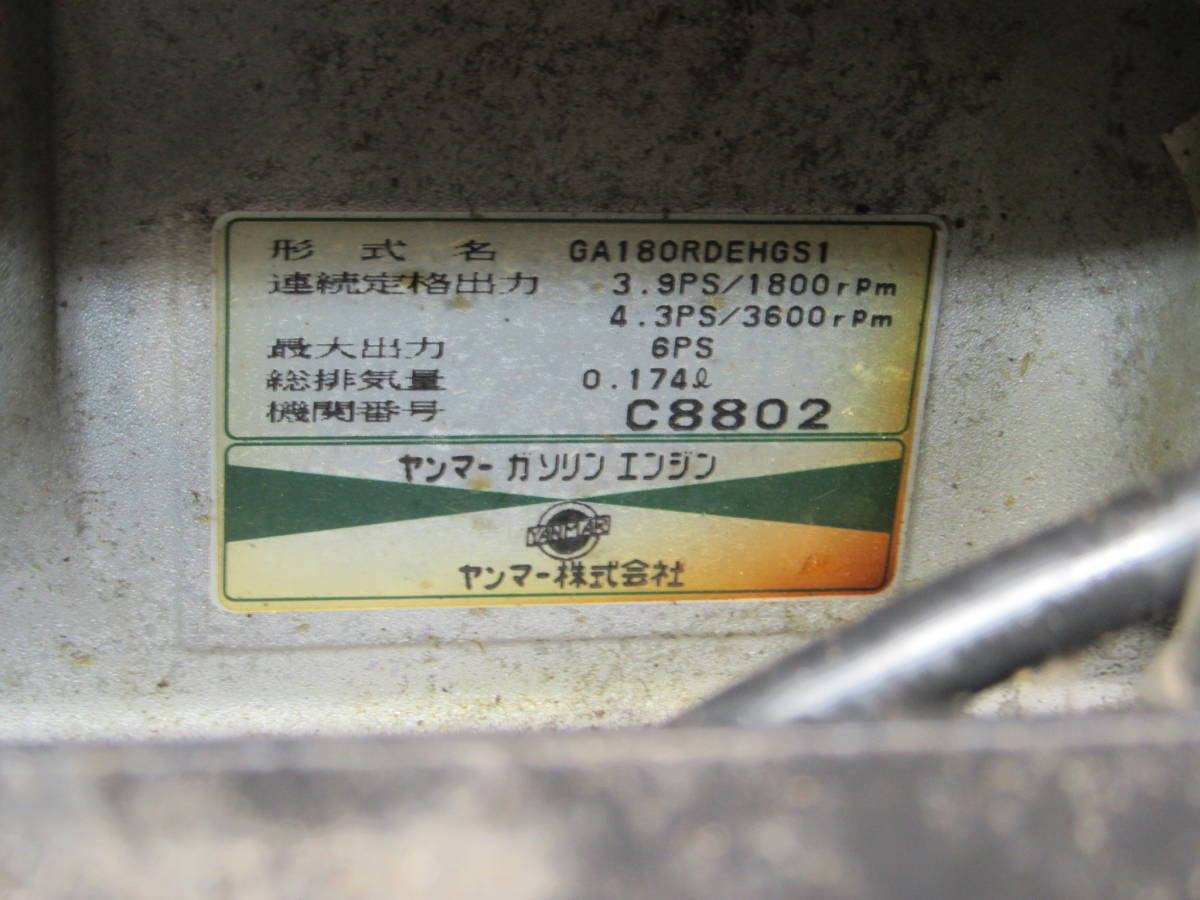 形式名 GA180RDEHGS1
連続定格出力 3.9PS/1800rpm
4.3PS/3600rpm
最大出力 6PS
総排気量 0.174ℓ
機関番号 C8802
ヤンマー ガソリン エンジン
YANMAR
ヤンマー株式会社